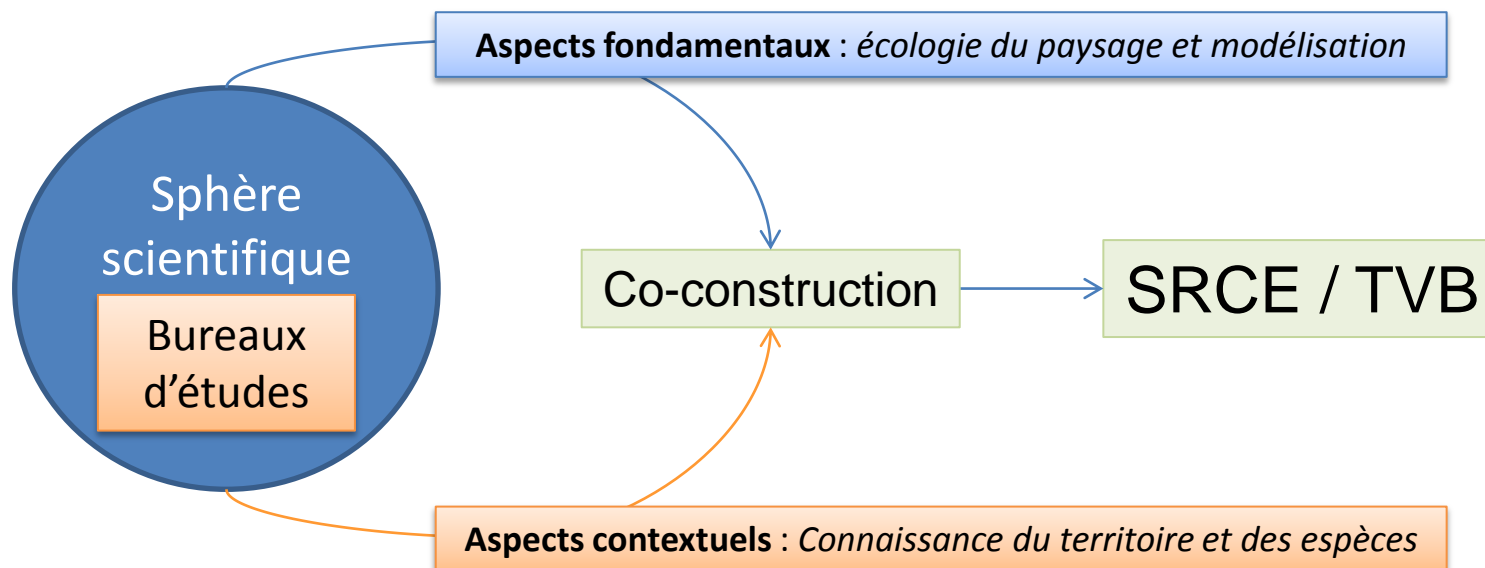 Aspects fondamentaux : écologie du paysage et modélisation
Sphère
scientifique
Bureaux
d’études
Co-construction
SRCE / TVB
Aspects contextuels : Connaissance du territoire et des espèces